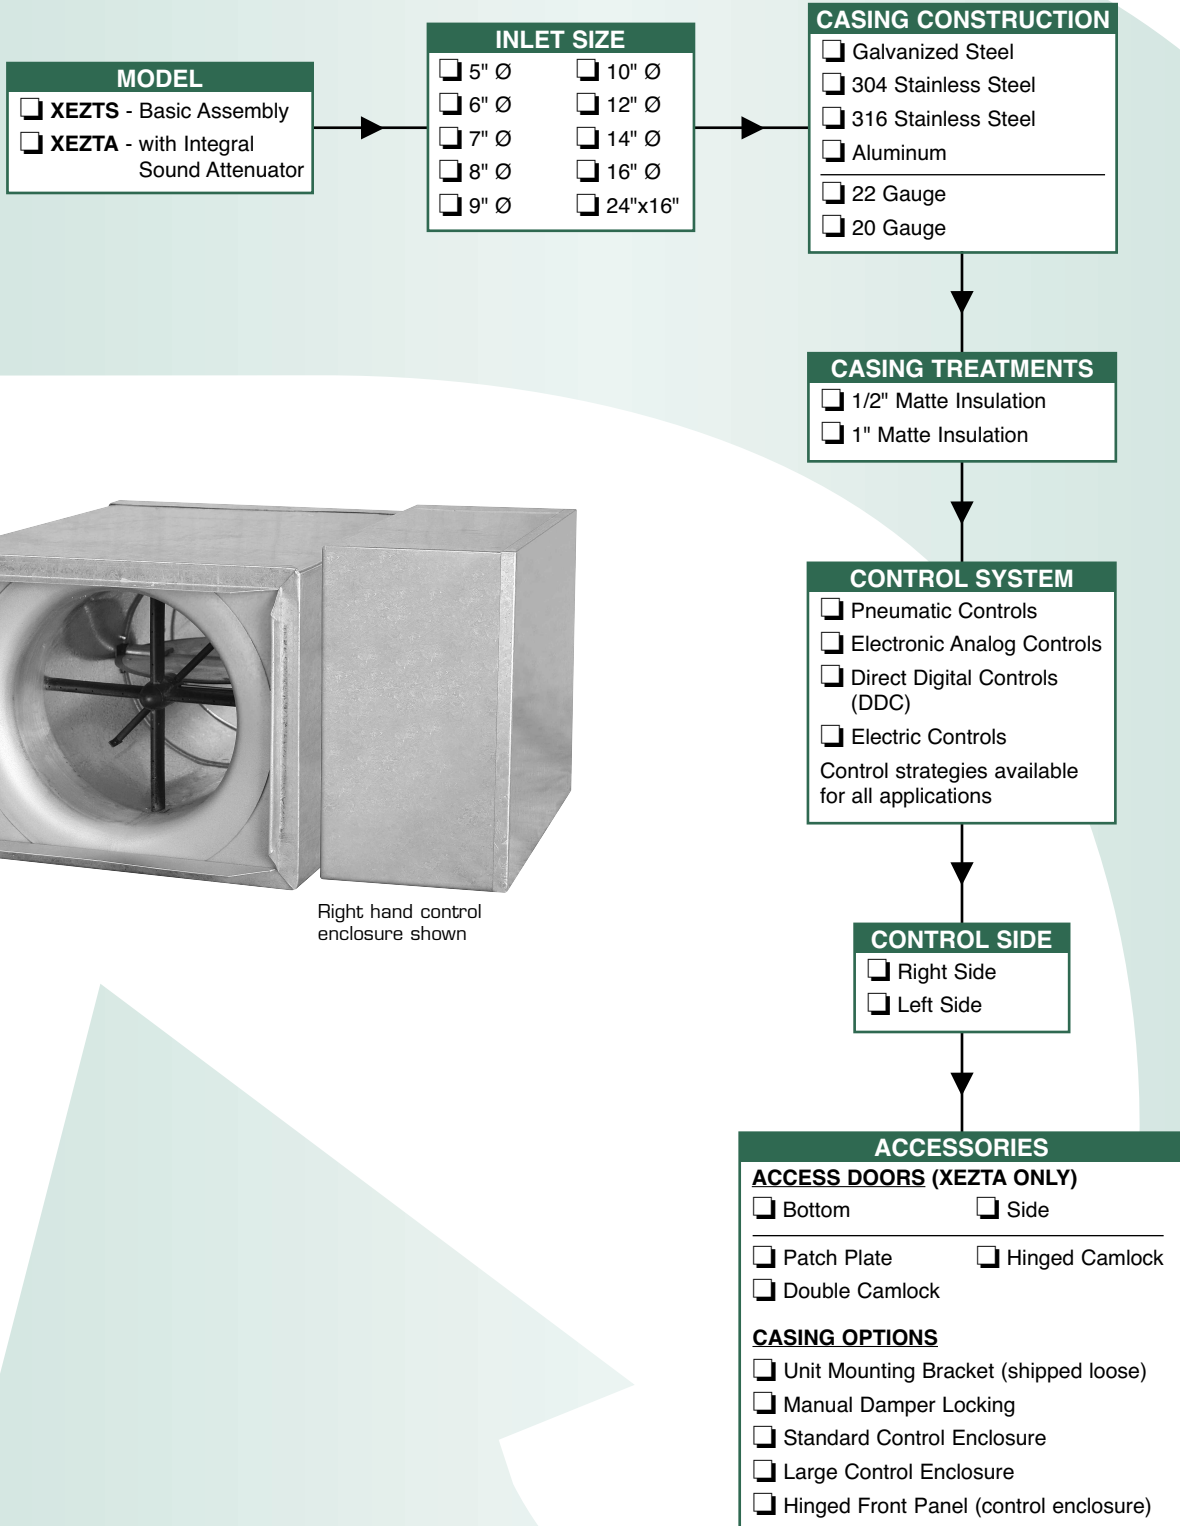 MODEL
XEZTS - Basic Assembly
XEZTA - with Integral
Sound Attenuator
INLET SIZE
5" Ø 10" Ø
6" Ø 12" Ø
7" Ø 14" Ø
8" Ø 16" Ø
9" Ø 24"x16"
CASING CONSTRUCTION
Galvanized Steel
304 Stainless Steel
316 Stainless Steel
Aluminum
22 Gauge
20 Gauge
CASING TREATMENTS
1/2" Matte Insulation
1" Matte Insulation
CONTROL SYSTEM
Pneumatic Controls
Electronic Analog Controls
Direct Digital Controls
(DDC)
Electric Controls
Control strategies available
for all applications
Right hand control
enclosure shown
CONTROL SIDE
Right Side
Left Side
ACCESSORIES
ACCESS DOORS (XEZTA ONLY)
Bottom Side
Patch Plate Hinged Camlock
Double Camlock
CASING OPTIONS
Unit Mounting Bracket (shipped loose)
Manual Damper Locking
Standard Control Enclosure
Large Control Enclosure
Hinged Front Panel (control enclosure)